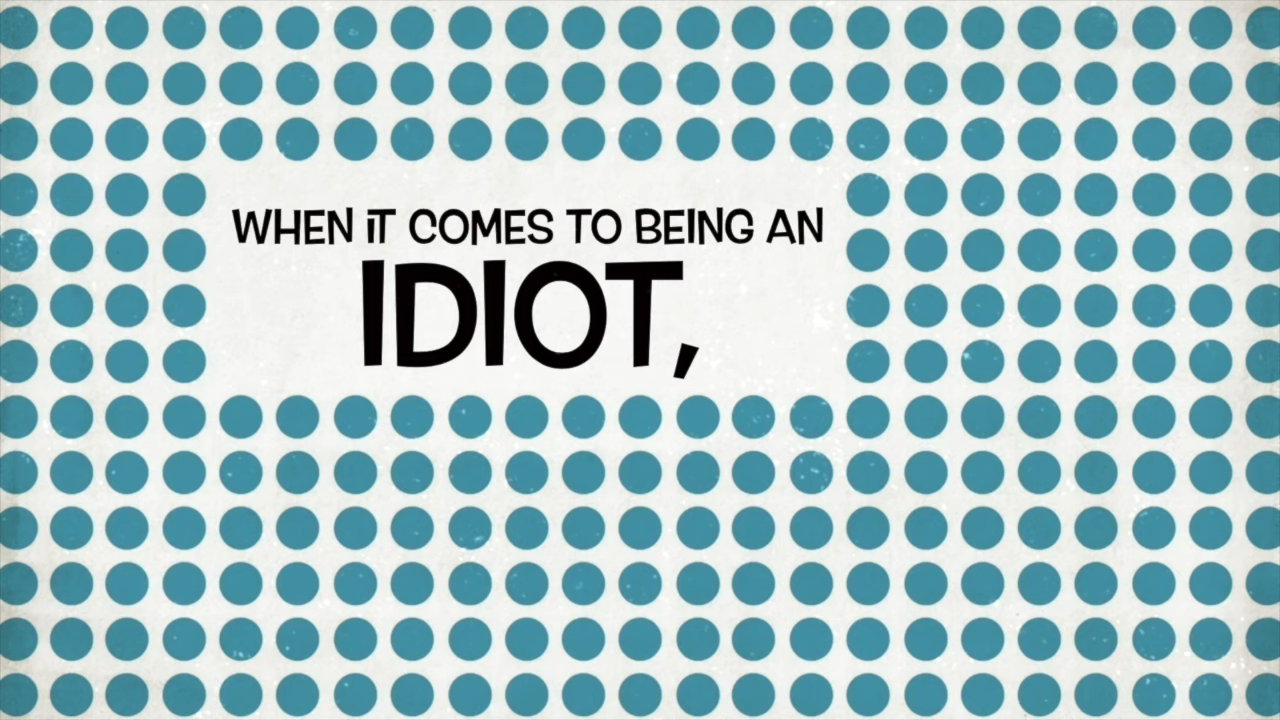 WHEN iT COMES TO BEING AN
IDIOT,